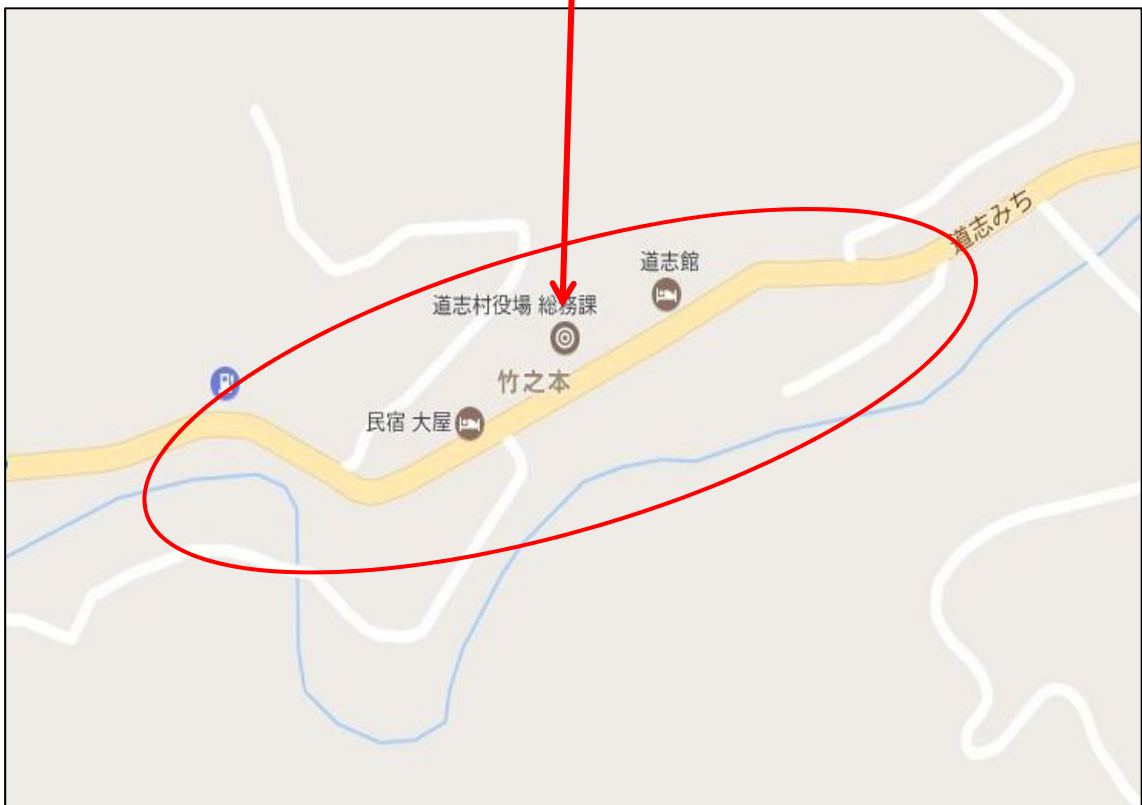 道志みち
道志館
道志村役場 総務課
竹之本
民宿 大屋